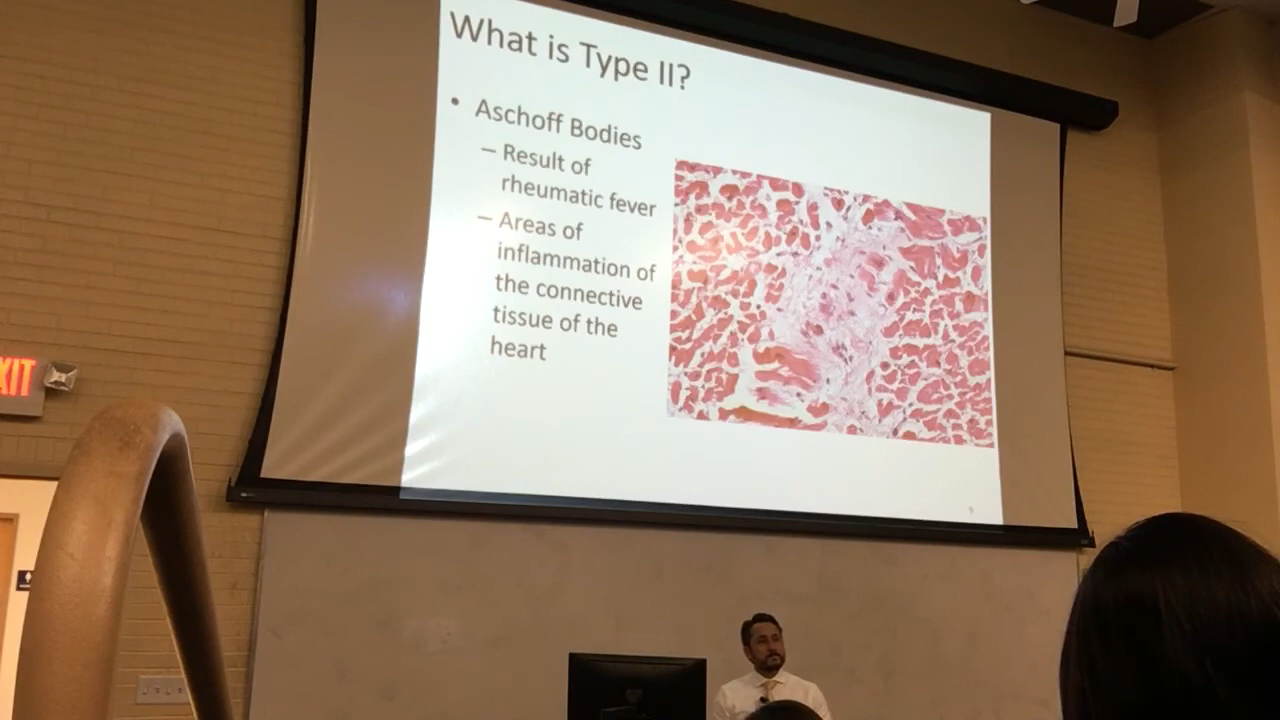 What is Type II?
• Aschoff Bodies
– Result of
rheumatic fever
– Areas of
inflammation of
the connective
tissue of the
heart
XIT